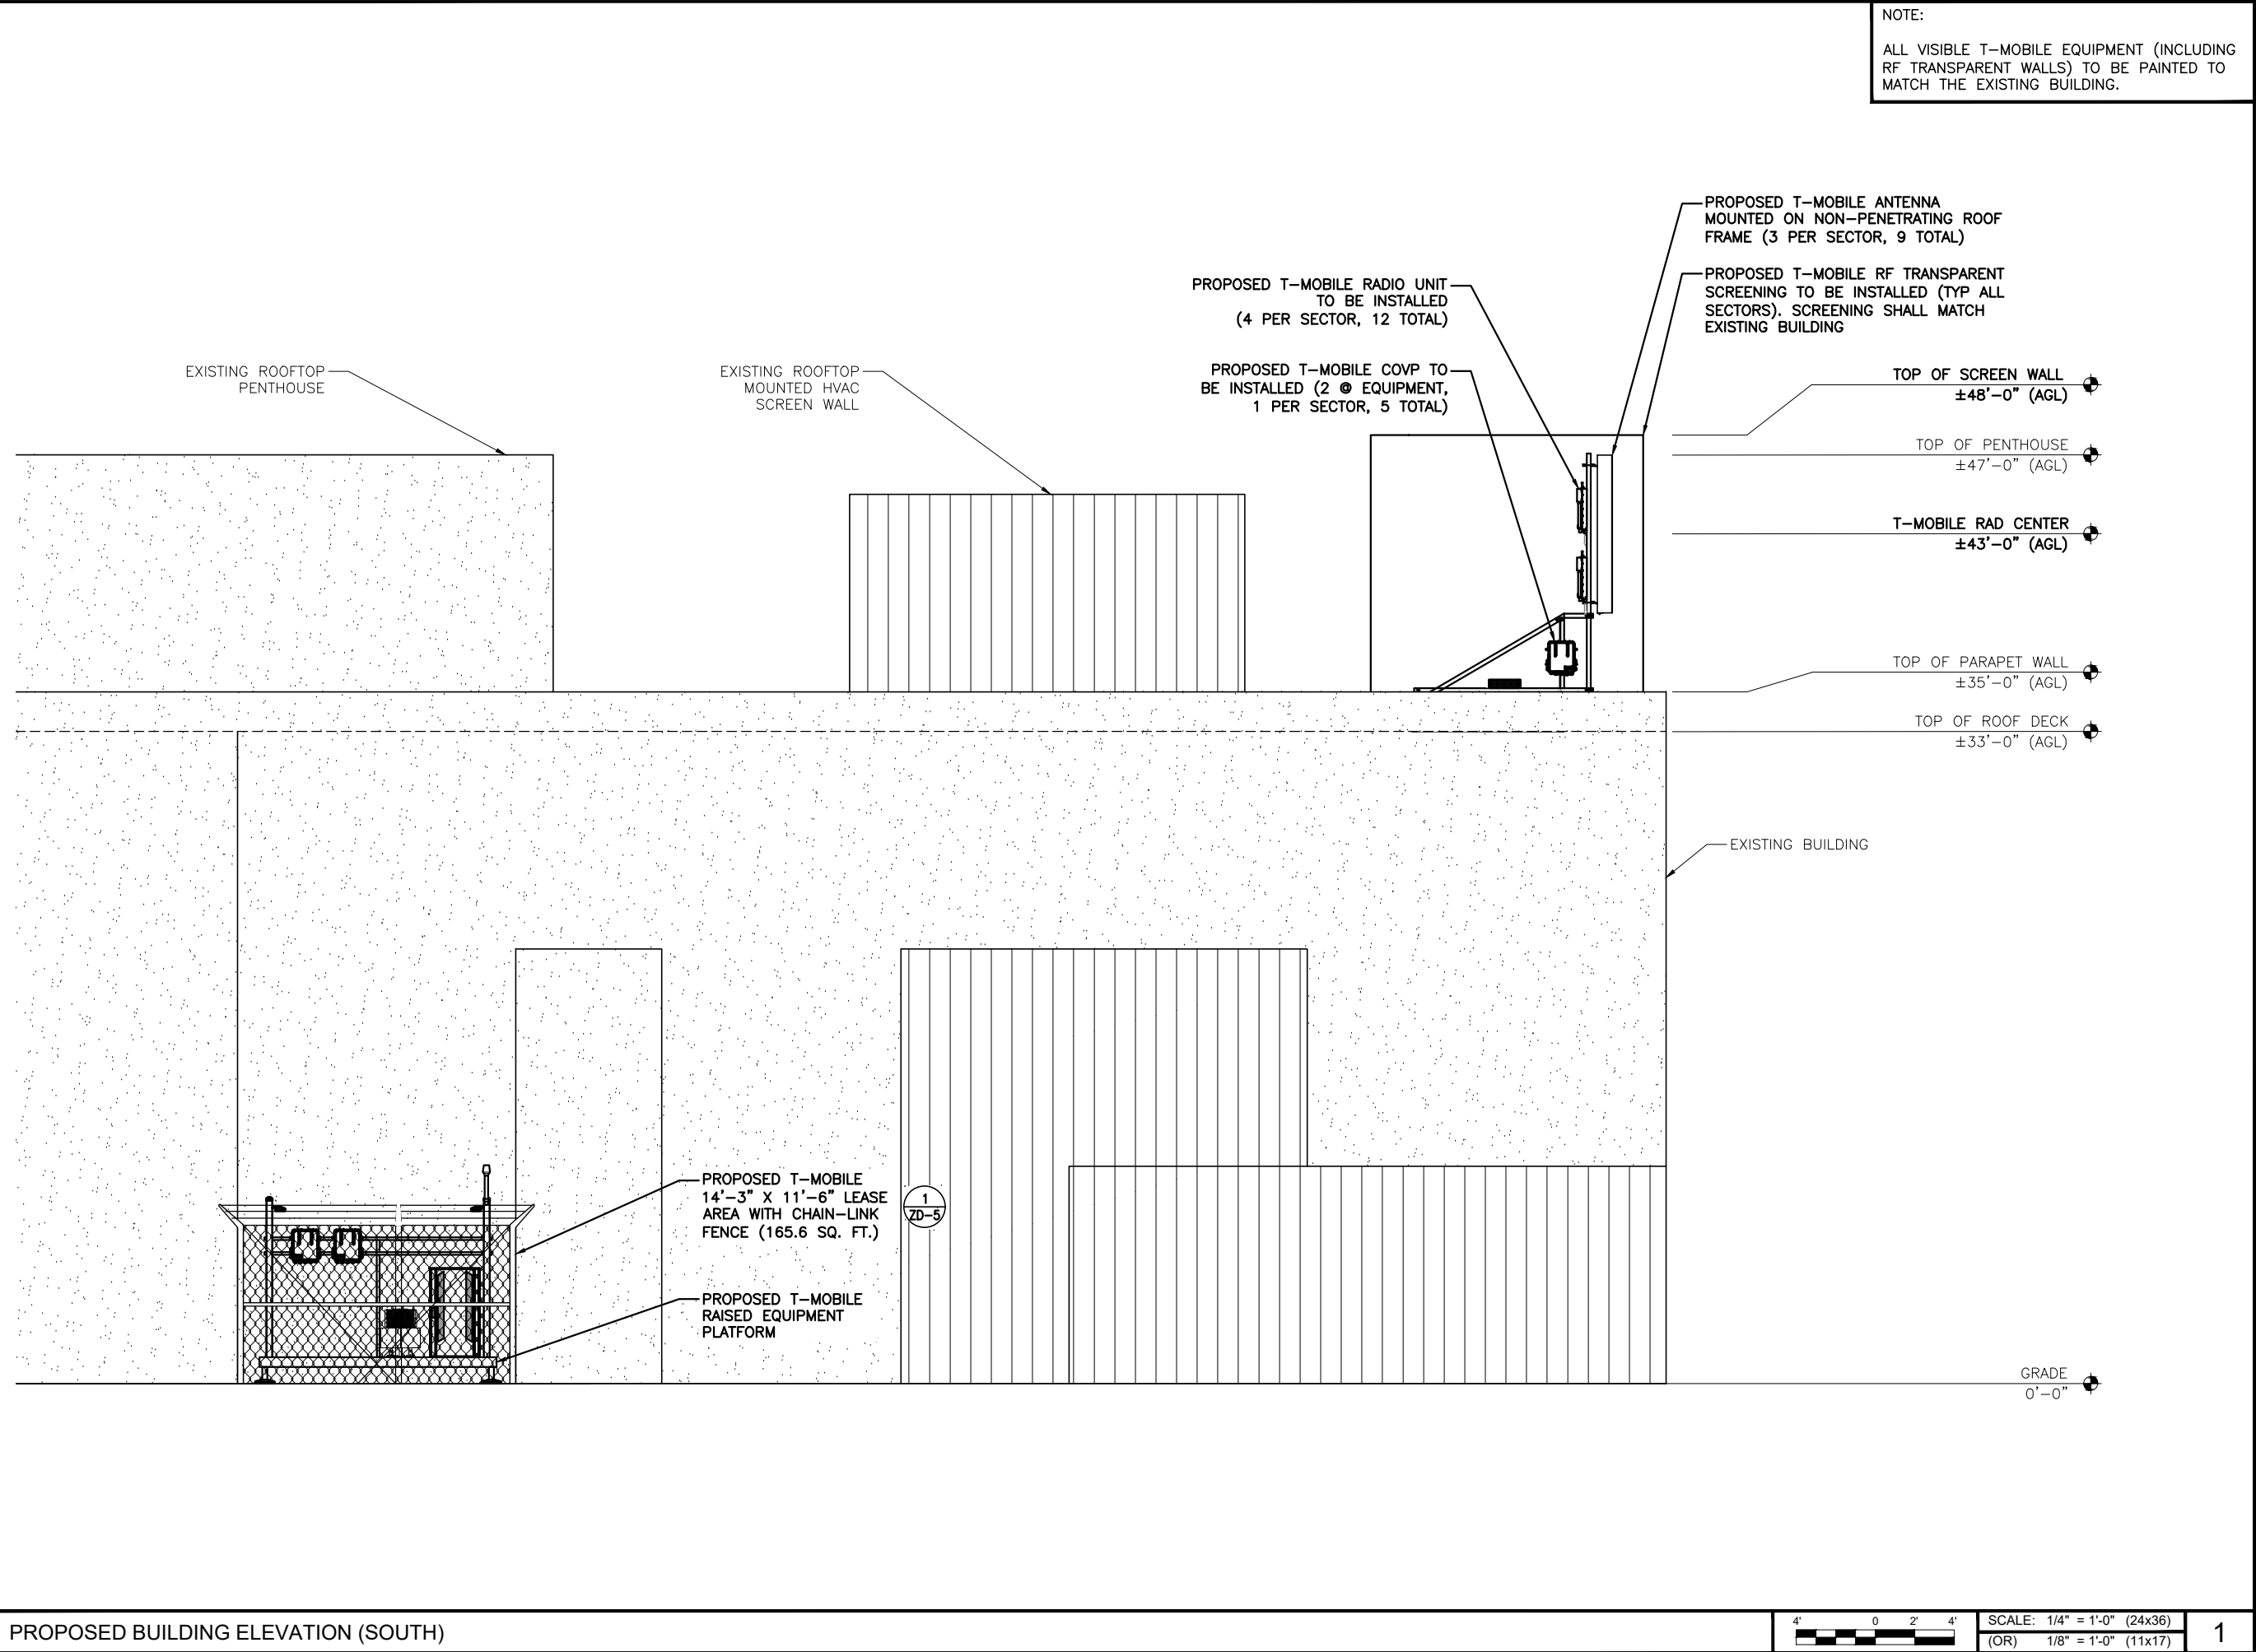 NOTE:
ALL VISIBLE T-MOBILE EQUIPMENT (INCLUDING
RF TRANSPARENT WALLS) TO BE PAINTED TO
MATCH THE EXISTING BUILDING.
PROPOSED T-MOBILE ANTENNA
MOUNTED ON NON-PENETRATING ROOF
FRAME (3 PER SECTOR, 9 TOTAL)
PROPOSED T-MOBILE RF TRANSPARENT
SCREENING TO BE INSTALLED (TYP ALL
SECTORS). SCREENING SHALL MATCH
EXISTING BUILDING
PROPOSED T-MOBILE RADIO UNIT
TO BE INSTALLED
(4 PER SECTOR, 12 TOTAL)
PROPOSED T-MOBILE COVP TO
BE INSTALLED (2 @ EQUIPMENT,
1 PER SECTOR, 5 TOTAL)
EXISTING ROOFTOP
PENTHOUSE
EXISTING ROOFTOP
MOUNTED HVAC
SCREEN WALL
TOP OF SCREEN WALL
±48'-0" (AGL)
TOP OF PENTHOUSE
±47'-0" (AGL)
T-MOBILE RAD CENTER
±43'-0" (AGL)
TOP OF PARAPET WALL
±35'-0" (AGL)
TOP OF ROOF DECK
±33'-0" (AGL)
EXISTING BUILDING
PROPOSED T-MOBILE
14'-3" X 11'-6" LEASE
AREA WITH CHAIN-LINK
FENCE (165.6 SQ. FT.)
1
ZD-5
PROPOSED T-MOBILE
RAISED EQUIPMENT
PLATFORM
GRADE
0'-0"
PROPOSED BUILDING ELEVATION (SOUTH)
4' 0 2' 4'
SCALE: 1/4" = 1'-0" (24x36)
(OR) 1/8" = 1'-0" (11x17)
1